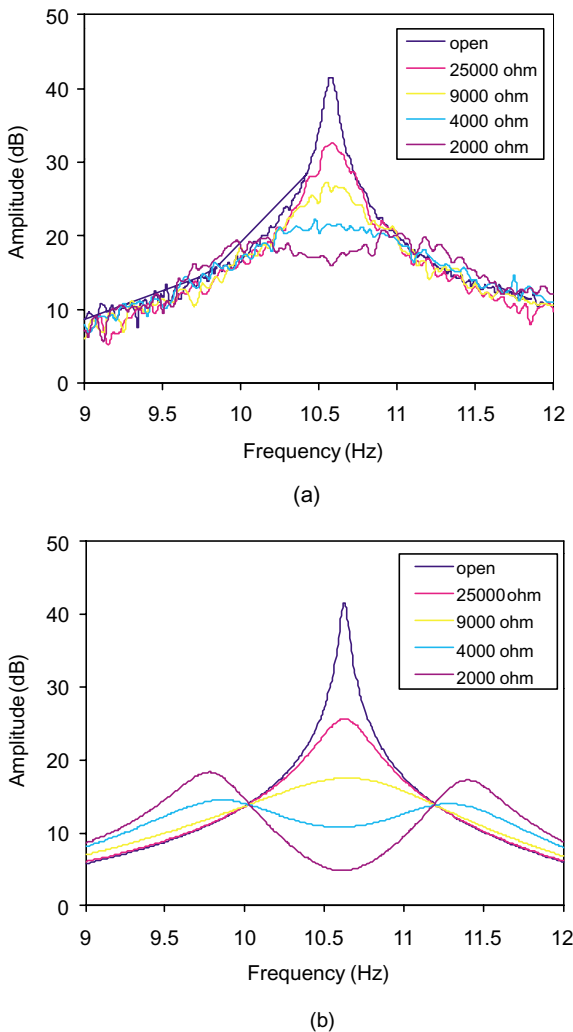 50
40
30
20
10
0
Amplitude (dB)
open
25000 ohm
9000 ohm
4000 ohm
2000 ohm
9 9.5 10 10.5 11 11.5 12
Frequency (Hz)
(a)
50
40
30
20
10
0
Amplitude (dB)
open
25000 ohm
9000 ohm
4000 ohm
2000 ohm
9 9.5 10 10.5 11 11.5 12
Frequency (Hz)
(b)